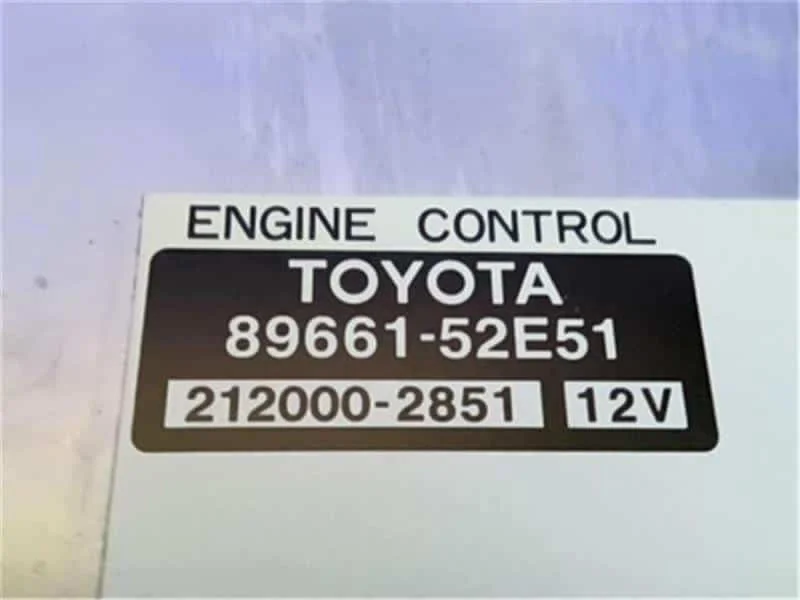 ENGINE CONTROL
TOYOTA
89661-52E51
212000-2851 12V